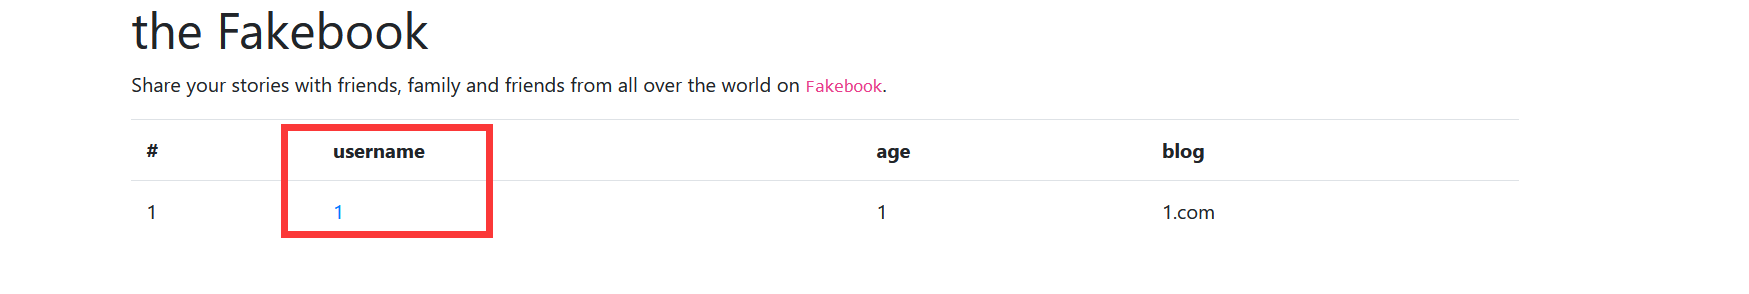 the Fakebook
Share your stories with friends, family and friends from all over the world on Fakebook.
# username age blog
1 1 1 1.com